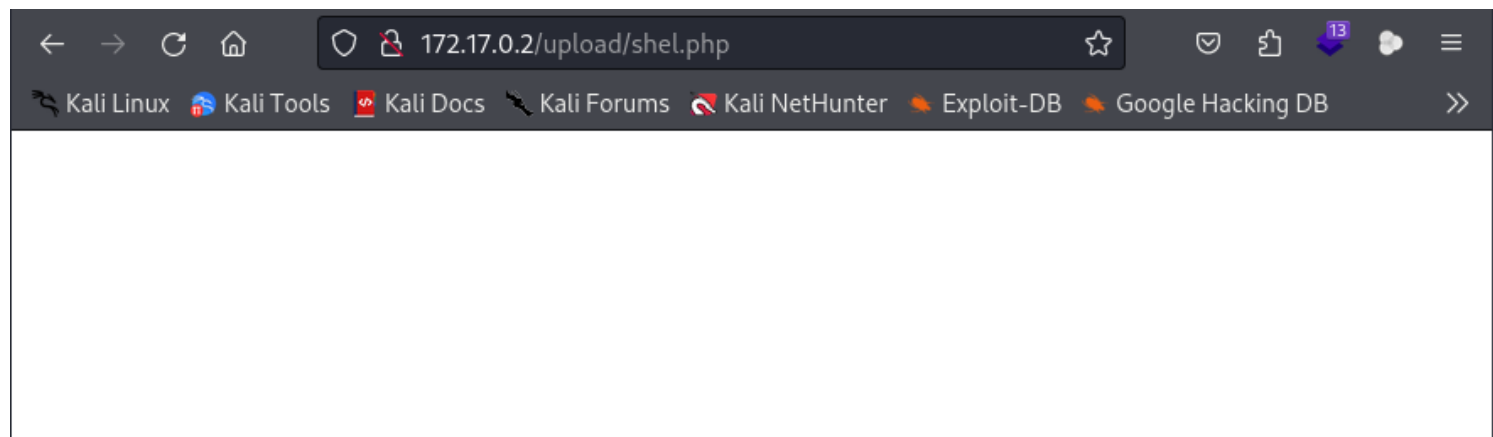 172.17.0.2/upload/shel.php
13
Kali Linux Kali Tools Kali Docs Kali Forums Kali NetHunter Exploit-DB Google Hacking DB